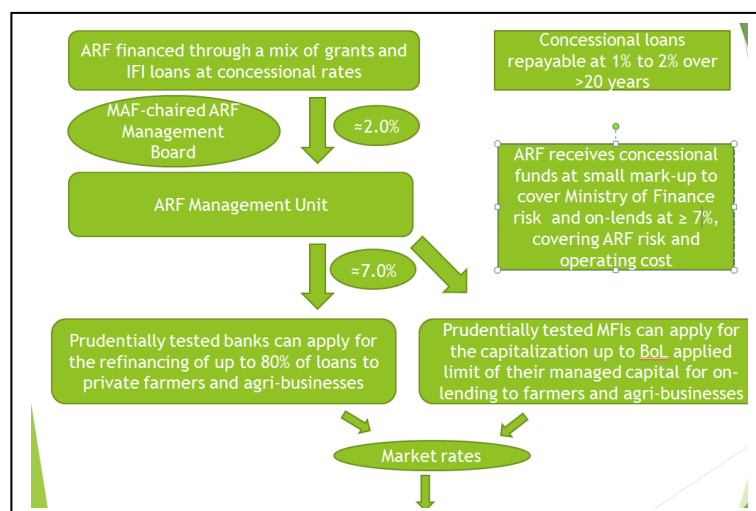 ARF financed through a mix of grants and
IFI loans at concessional rates
Concessional loans
repayable at 1% to 2% over
>20 years
MAF-chaired ARF
Management
Board
≈2.0%
ARF receives concessional
funds at small mark-up to
cover Ministry of Finance
risk and on-lends at ≥ 7%,
covering ARF risk and
operating cost
ARF Management Unit
≈7.0%
Prudentially tested banks can apply for
the refinancing of up to 80% of loans to
private farmers and agri-businesses
Prudentially tested MFIs can apply for
the capitalization up to BoL applied
limit of their managed capital for on-
lending to farmers and agri-businesses
Market rates